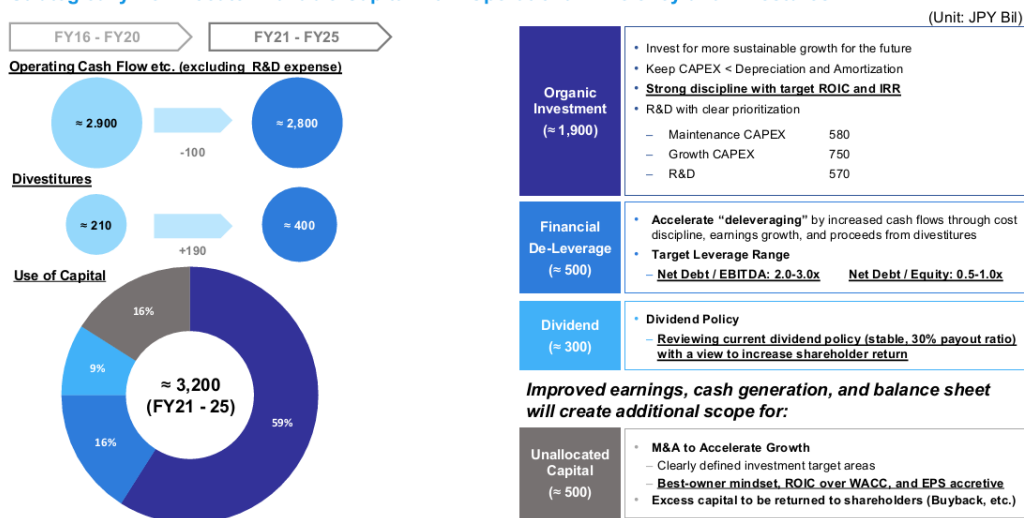 (Unit: JPY Bil)
FY16 - FY20
FY21 - FY25
Operating Cash Flow etc. (excluding R&D expense)
≈ 2.900
≈ 2,800
-100
Divestitures
≈ 210
≈ 400
+190
Use of Capital
16%
9%
16%
59%
≈ 3,200
(FY21 - 25)
Organic
Investment
(≈ 1,900)
• Invest for more sustainable growth for the future
• Keep CAPEX < Depreciation and Amortization
• Strong discipline with target ROIC and IRR
• R&D with clear prioritization
– Maintenance CAPEX 580
– Growth CAPEX 750
– R&D 570
Financial
De-Leverage
(≈ 500)
• Accelerate “deleveraging” by increased cash flows through cost
discipline, earnings growth, and proceeds from divestitures
• Target Leverage Range
– Net Debt / EBITDA: 2.0-3.0x Net Debt / Equity: 0.5-1.0x
Dividend
(≈ 300)
• Dividend Policy
– Reviewing current dividend policy (stable, 30% payout ratio)
with a view to increase shareholder return
Improved earnings, cash generation, and balance sheet
will create additional scope for:
Unallocated
Capital
(≈ 500)
• M&A to Accelerate Growth
– Clearly defined investment target areas
– Best-owner mindset, ROIC over WACC, and EPS accretive
• Excess capital to be returned to shareholders (Buyback, etc.)